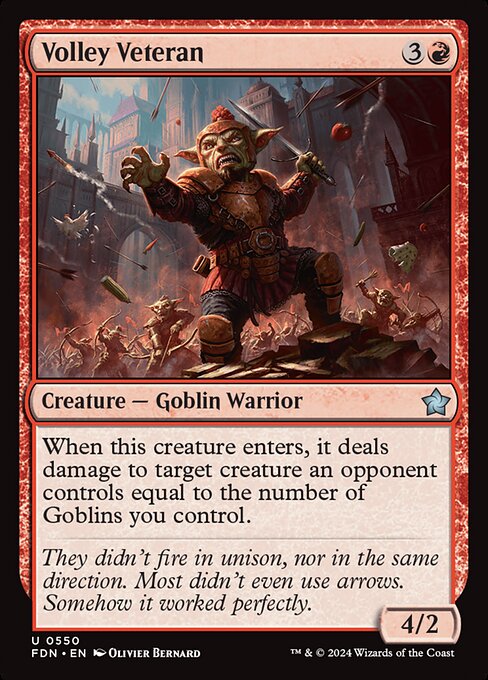 Volley Veteran 3
Creature — Goblin Warrior
When this creature enters, it deals
damage to target creature an opponent
controls equal to the number of
Goblins you control.
They didn't fire in unison, nor in the same
direction. Most didn't even use arrows.
Somehow it worked perfectly.
4/2
U 0550
FDN • EN Olivier Bernard
™ & © 2024 Wizards of the Coast